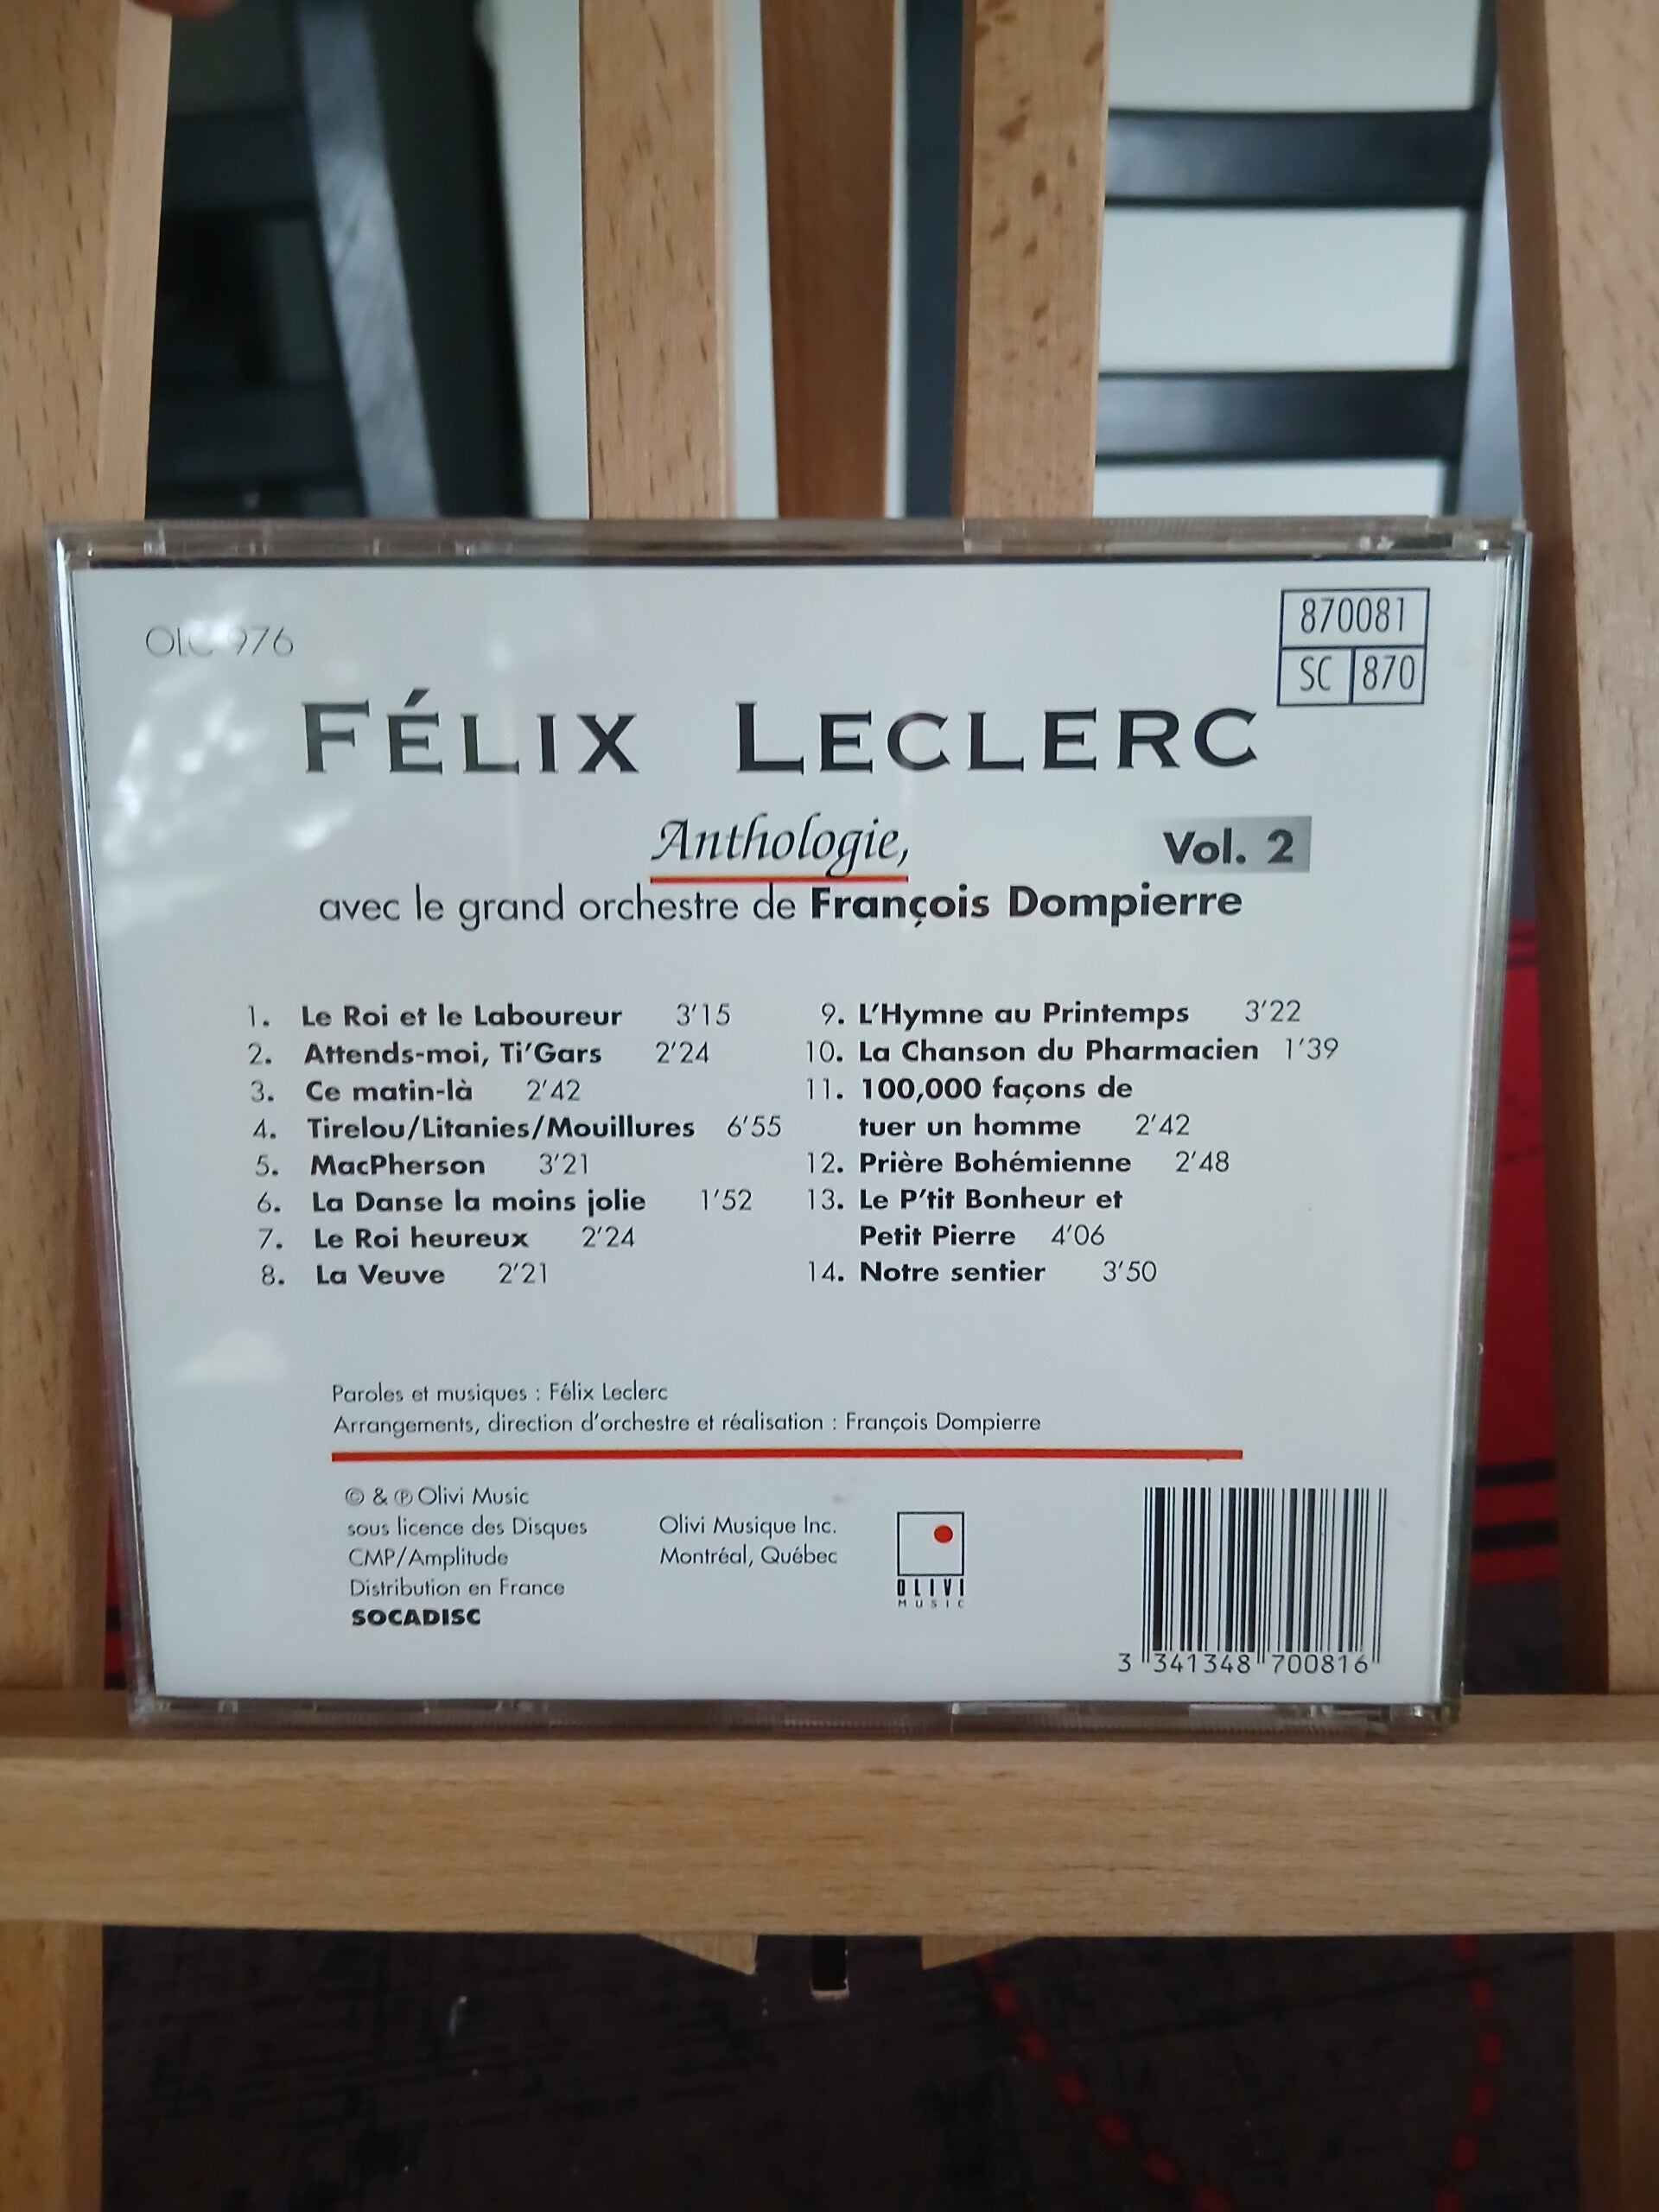 OLC 976
870081
SC 870
FÉLIX LECLERC
Anthologie,
Vol. 2
avec le grand orchestre de François Dompierre
1. Le Roi et le Laboureur 3'15
2. Attends-moi, Ti'Gars 2'24
3. Ce matin-là 2'42
4. Tirelou/Litanies/Mouillures 6'55
5. MacPherson 3'21
6. La Danse la moins jolie 1'52
7. Le Roi heureux 2'24
8. La Veuve 2'21
9. L'Hymne au Printemps 3'22
10. La Chanson du Pharmacien 1'39
11. 100,000 façons de
tuer un homme 2'42
12. Prière Bohémienne 2'48
13. Le P'tit Bonheur et
Petit Pierre 4'06
14. Notre sentier 3'50
Paroles et musiques : Félix Leclerc
Arrangements, direction d'orchestre et réalisation : François Dompierre
© & ℗ Olivi Music
sous licence des Disques
CMP/Amplitude
Distribution en France
SOCADISC
Olivi Musique Inc.
Montréal, Québec
OLIVI
MUSIC
3 341348 700816